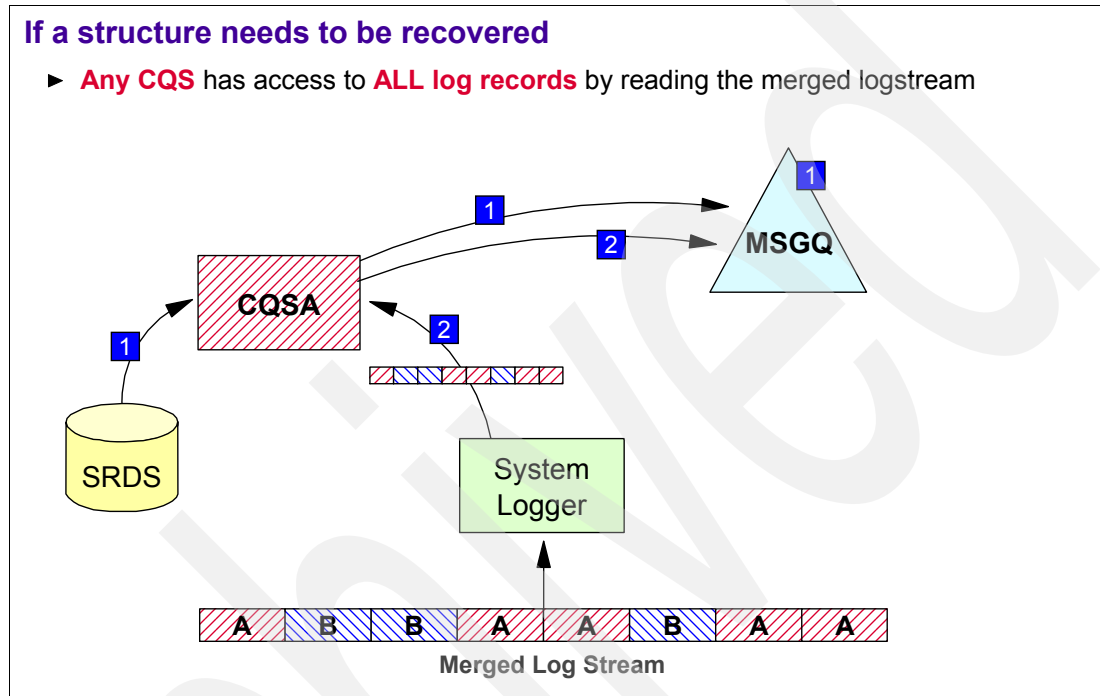 If a structure needs to be recovered
► Any CQS has access to ALL log records by reading the merged logstream
1
1
2
MSGQ
CQSA
1
2
SRDS
System
Logger
A B B A A B A A
Merged Log Stream